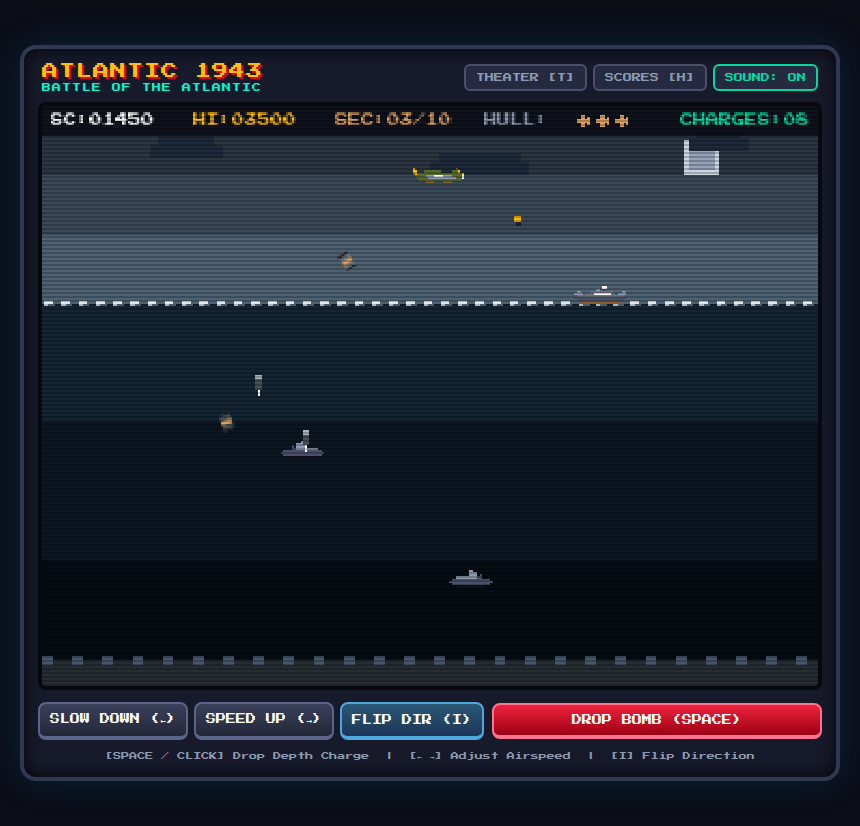 ATLANTIC 1943
BATTLE OF THE ATLANTIC
THEATER [T] SCORES [H] SOUND: ON
SC:01450 HI:03500 SEC:03/10 HULL: CHARGES:08
SLOW DOWN (←) SPEED UP (→) FLIP DIR (I) DROP BOMB (SPACE)
[SPACE / CLICK] Drop Depth Charge | [← →] Adjust Airspeed | [I] Flip Direction